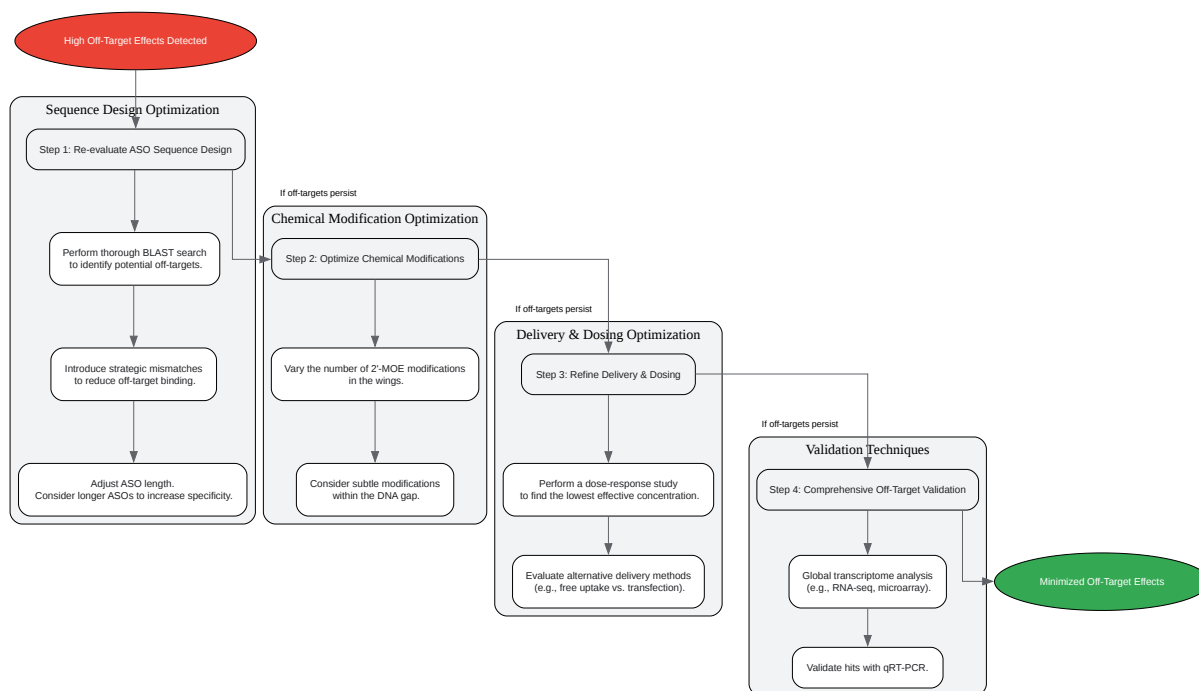 High Off-Target Effects Detected
Sequence Design Optimization
Step 1: Re-evaluate ASO Sequence Design
Perform thorough BLAST search
to identify potential off-targets.
Introduce strategic mismatches
to reduce off-target binding.
Adjust ASO length.
Consider longer ASOs to increase specificity.
If off-targets persist
Chemical Modification Optimization
Step 2: Optimize Chemical Modifications
Vary the number of 2'-MOE modifications
in the wings.
Consider subtle modifications
within the DNA gap.
If off-targets persist
Delivery & Dosing Optimization
Step 3: Refine Delivery & Dosing
Perform a dose-response study
to find the lowest effective concentration.
Evaluate alternative delivery methods
(e.g., free uptake vs. transfection).
If off-targets persist
Validation Techniques
Step 4: Comprehensive Off-Target Validation
Global transcriptome analysis
(e.g., RNA-seq, microarray).
Validate hits with qRT-PCR.
Minimized Off-Target Effects